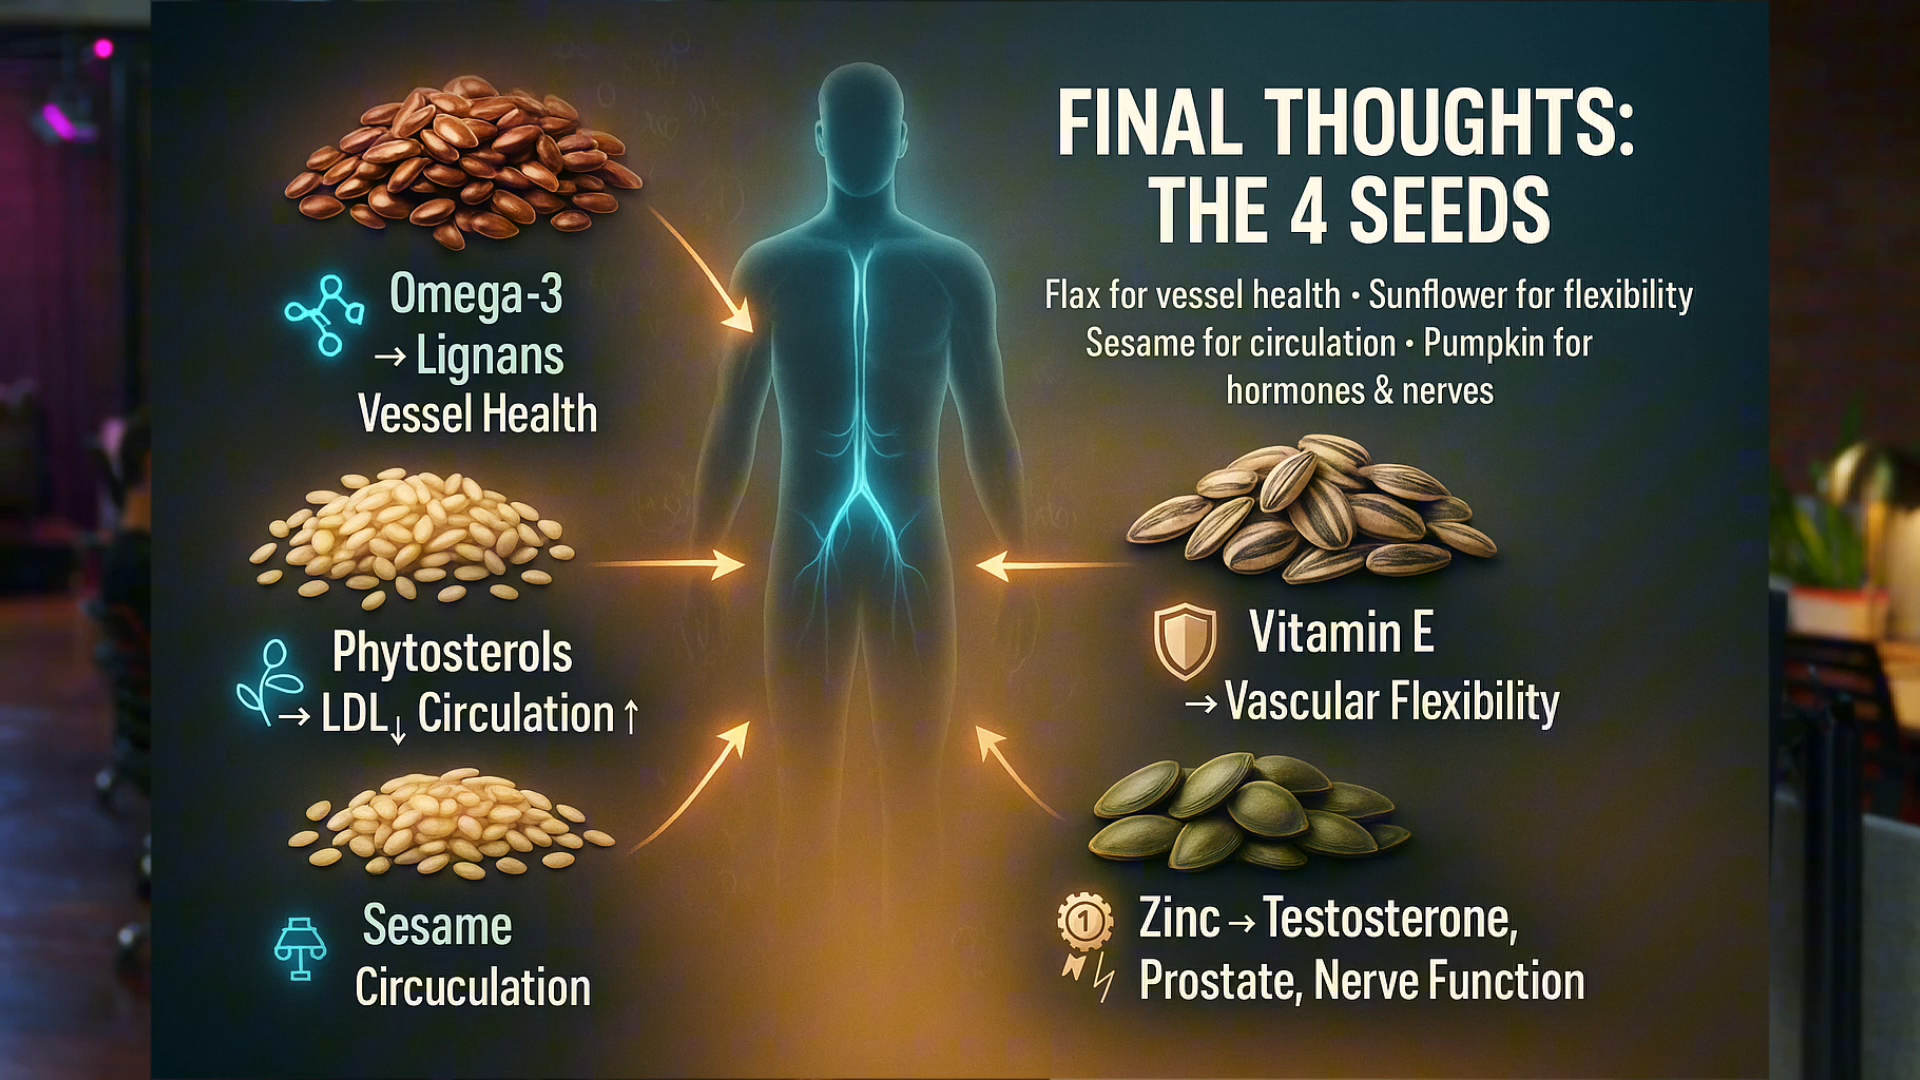 FINAL THOUGHTS:
THE 4 SEEDS
Flax for vessel health • Sunflower for flexibility
Sesame for circulation • Pumpkin for
hormones & nerves
Omega-3
→ Lignans
Vessel Health
Phytosterols
→ LDL↓ Circulation ↑
Sesame
Circuculation
Vitamin E
→ Vascular Flexibility
1
Zinc → Testosterone,
Prostate, Nerve Function